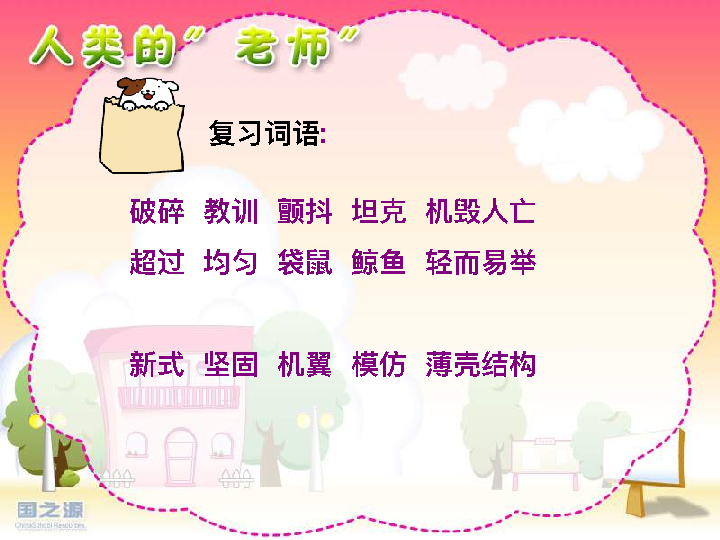 人类的"老师"
复习词语:
破碎 教训 颤抖 坦克 机毁人亡
超过 均匀 袋鼠 鲸鱼 轻而易举
新式 坚固 机翼 模仿 薄壳结构
国之源